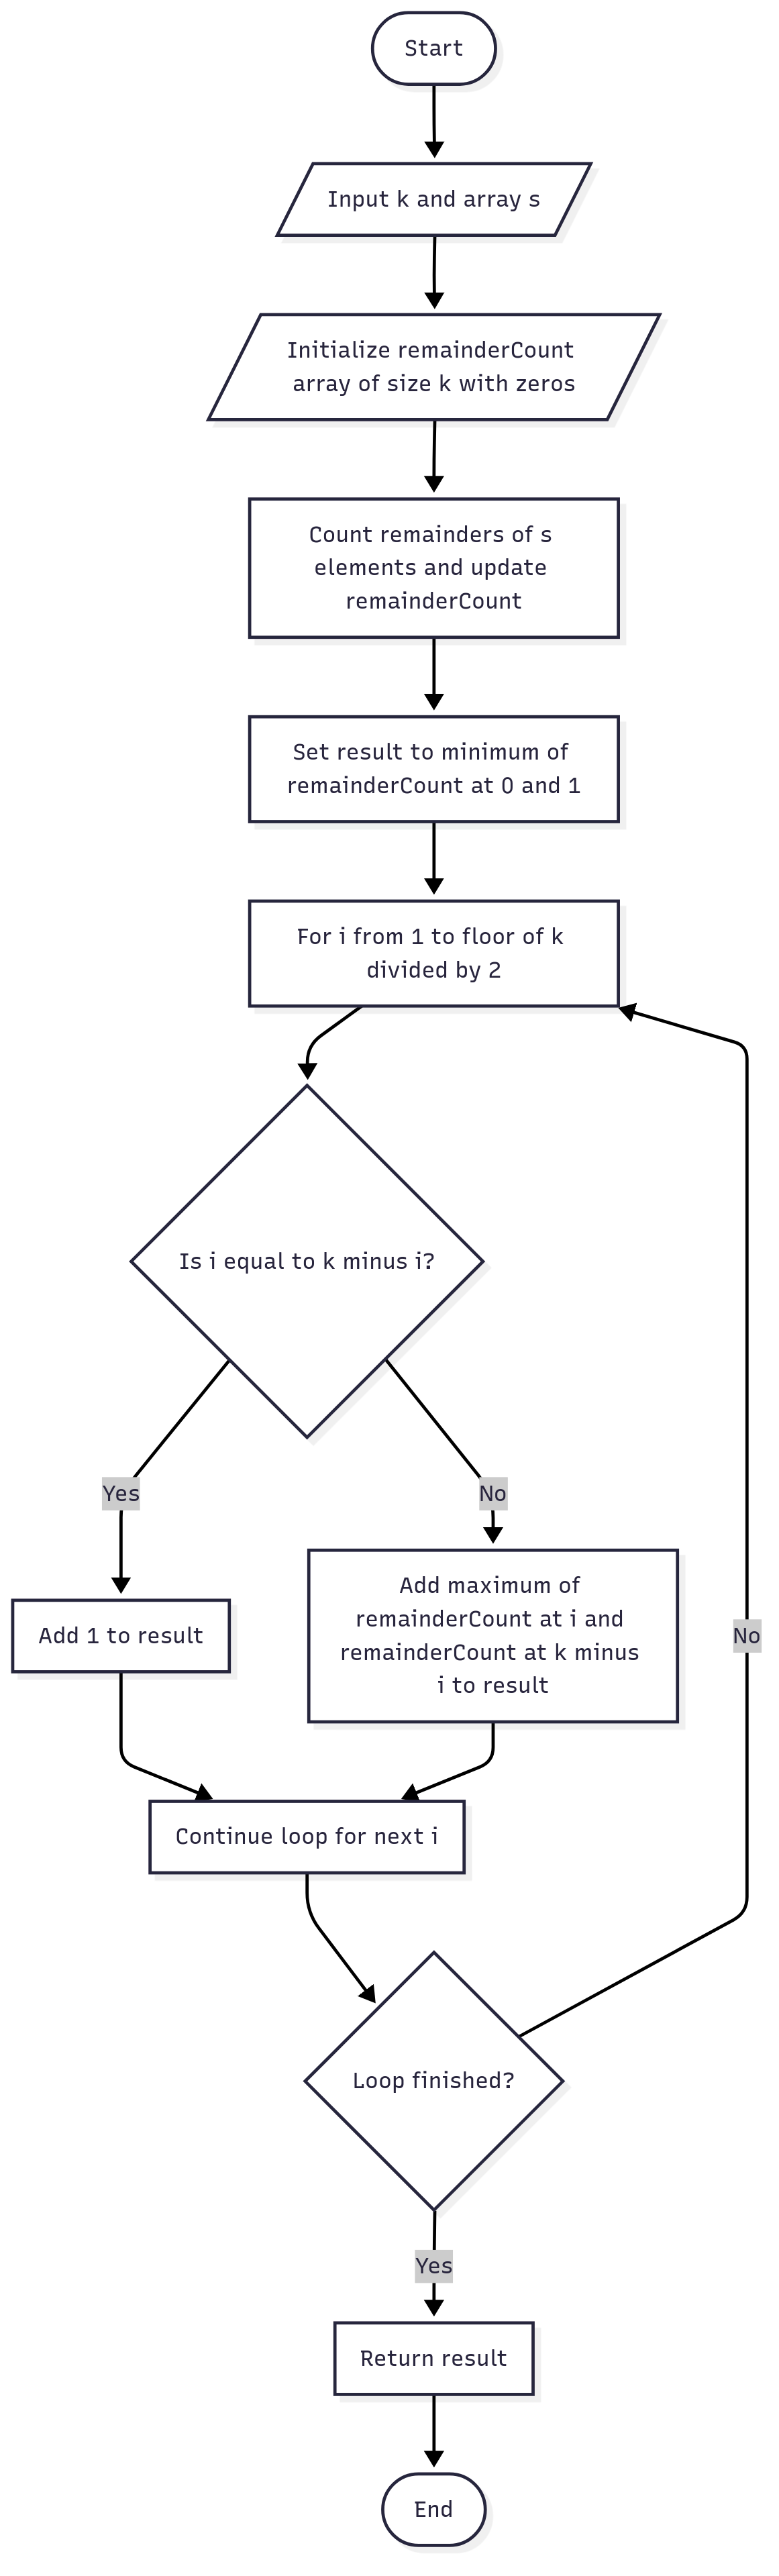 Start
Input k and array s
Initialize remainderCount
array of size k with zeros
Count remainders of s
elements and update
remainderCount
Set result to minimum of
remainderCount at 0 and 1
For i from 1 to floor of k
divided by 2
Is i equal to k minus i?
Yes
No
Add 1 to result
Add maximum of
remainderCount at i and
remainderCount at k minus
i to result
No
Continue loop for next i
Loop finished?
Yes
Return result
End